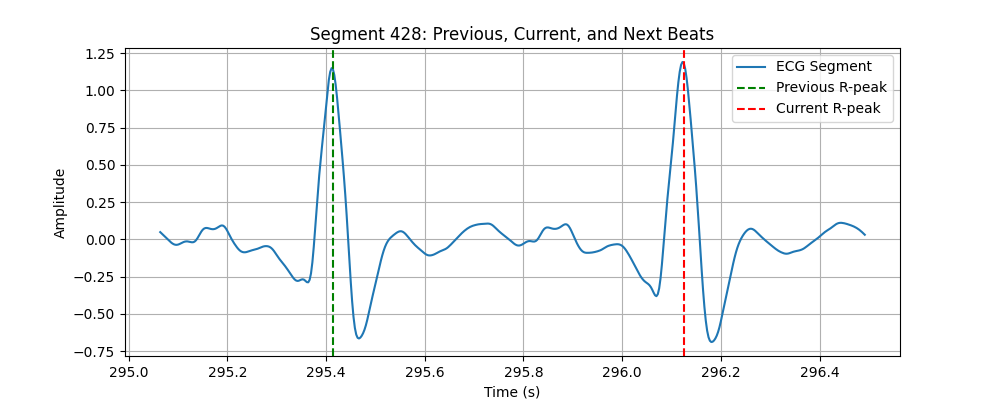 Segment 428: Previous, Current, and Next Beats
1.25
1.00
0.75
0.50
0.25
0.00
−0.25
−0.50
−0.75
Amplitude
ECG Segment
Previous R-peak
Current R-peak
295.0 295.2 295.4 295.6 295.8 296.0 296.2 296.4
Time (s)